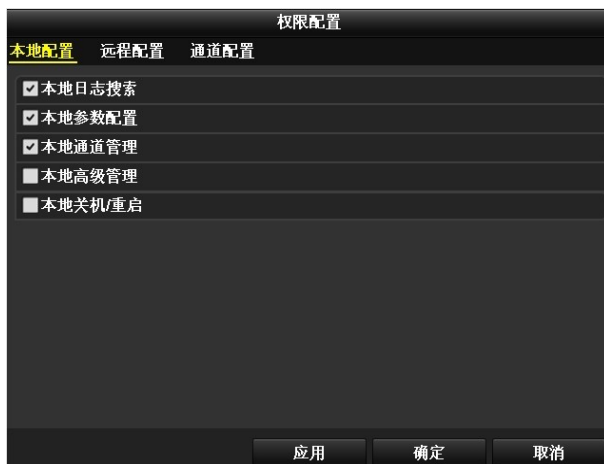 权限配置
本地配置 远程配置 通道配置
本地日志搜索
本地参数配置
本地通道管理
本地高级管理
本地关机/重启
应用 确定 取消